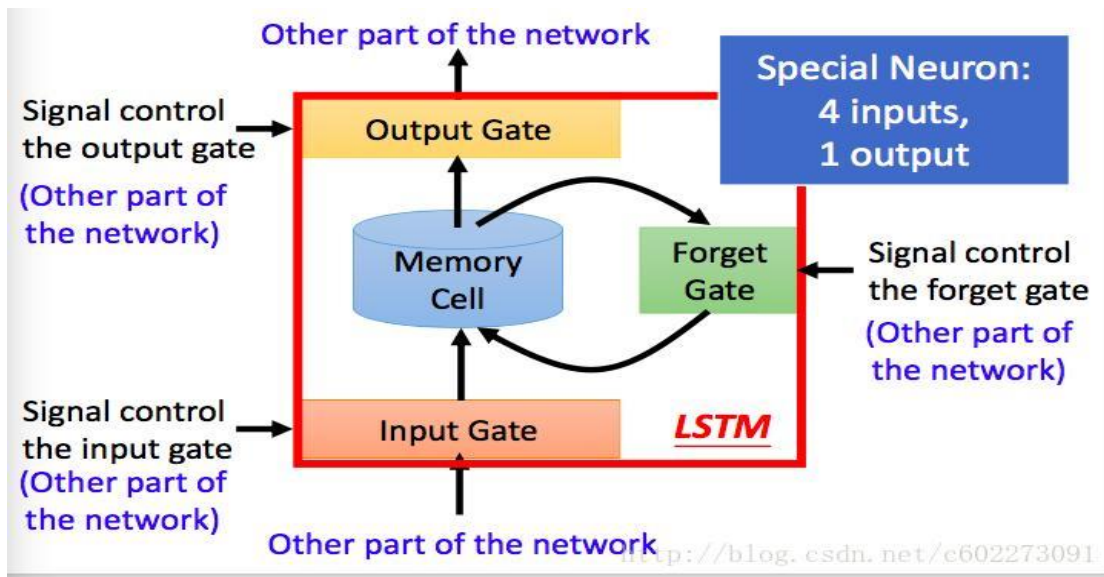 Other part of the network
Special Neuron:
4 inputs,
1 output
Signal control
the output gate
(Other part of
the network)
Output Gate
Memory
Cell
Forget
Gate
Signal control
the forget gate
(Other part of
the network)
Signal control
the input gate
(Other part of
the network)
Input Gate
LSTM
Other part of the network
http://blog.csdn.net/c602273091